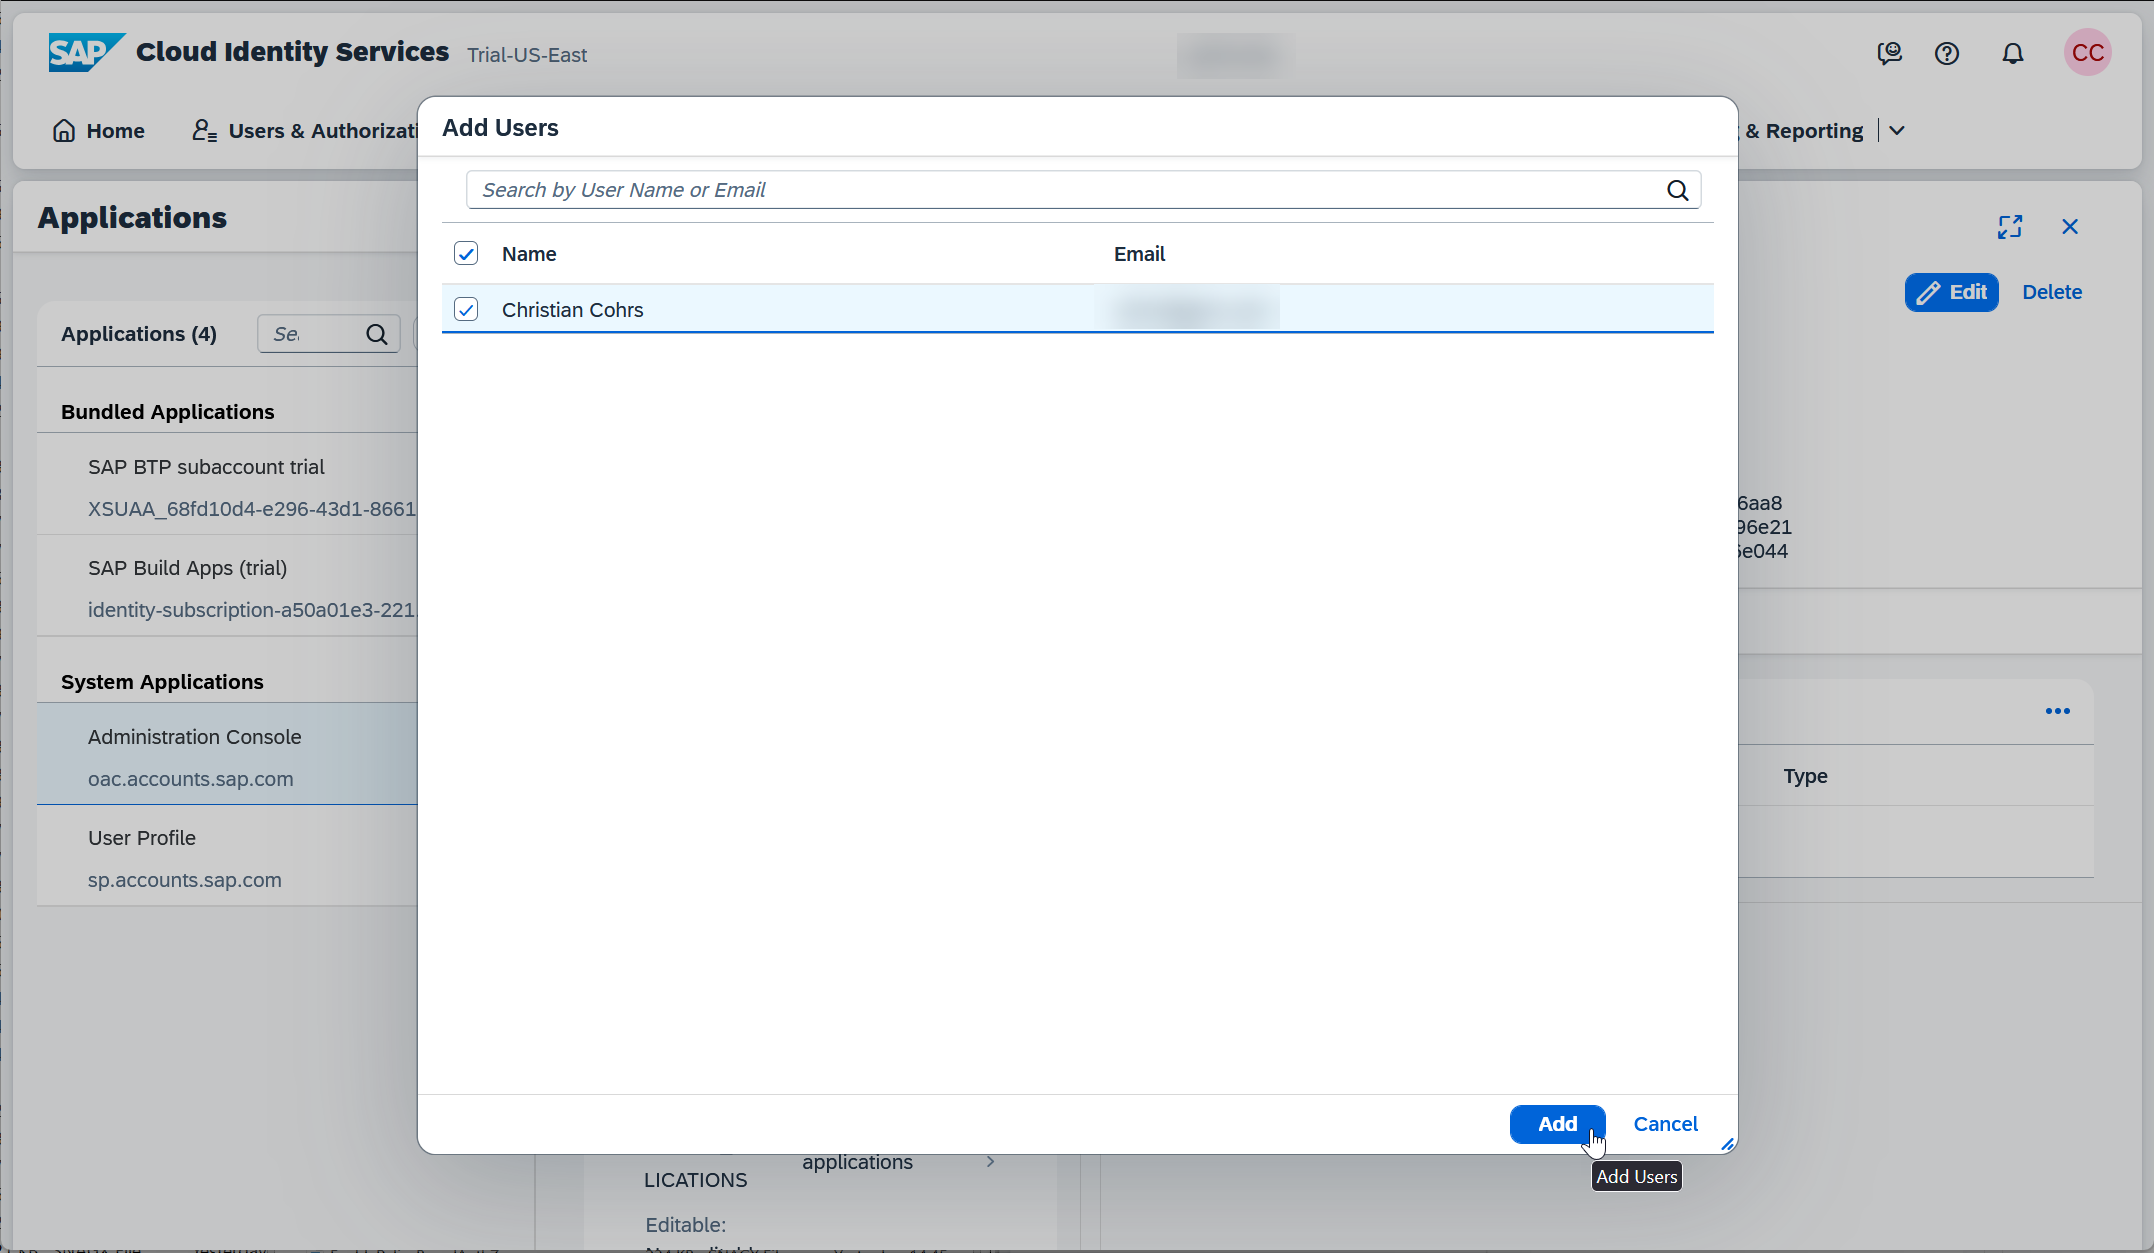 SAP Cloud Identity Services Trial-US-East
CC
Home
Users & Authorizati
& Reporting
Add Users
Search by User Name or Email
Name Email
Christian Cohrs
Applications
Edit Delete
Applications (4)
Bundled Applications
SAP BTP subaccount trial
XSUAA_68fd10d4-e296-43d1-8661
SAP Build Apps (trial)
identity-subscription-a50a01e3-221
6aa8
96e21
e044
System Applications
Administration Console
oac.accounts.sap.com
Type
User Profile
sp.accounts.sap.com
Add Cancel
Add Users
applications
LICATIONS
Editable: